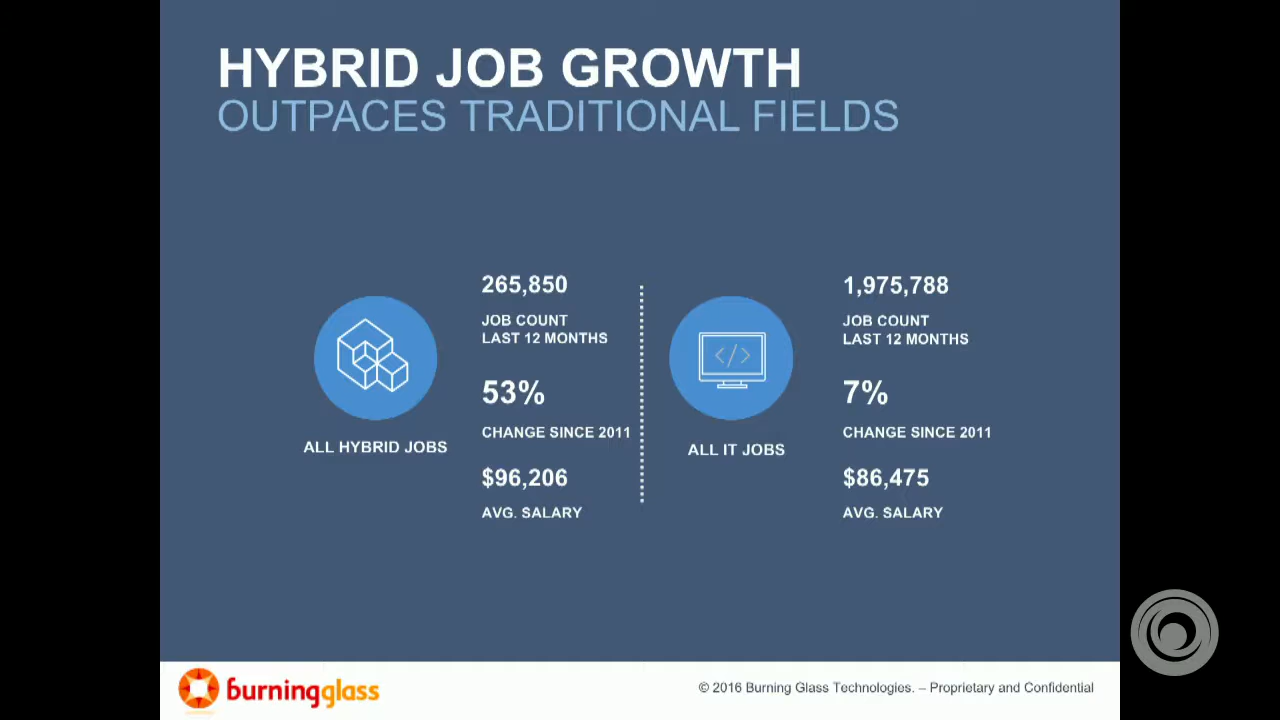 HYBRID JOB GROWTH
OUTPACES TRADITIONAL FIELDS
265,850
JOB COUNT
LAST 12 MONTHS
53%
CHANGE SINCE 2011
$96,206
AVG. SALARY
ALL HYBRID JOBS
1,975,788
JOB COUNT
LAST 12 MONTHS
7%
CHANGE SINCE 2011
$86,475
AVG. SALARY
</>
ALL IT JOBS
burningglass
© 2016 Burning Glass Technologies. – Proprietary and Confidential